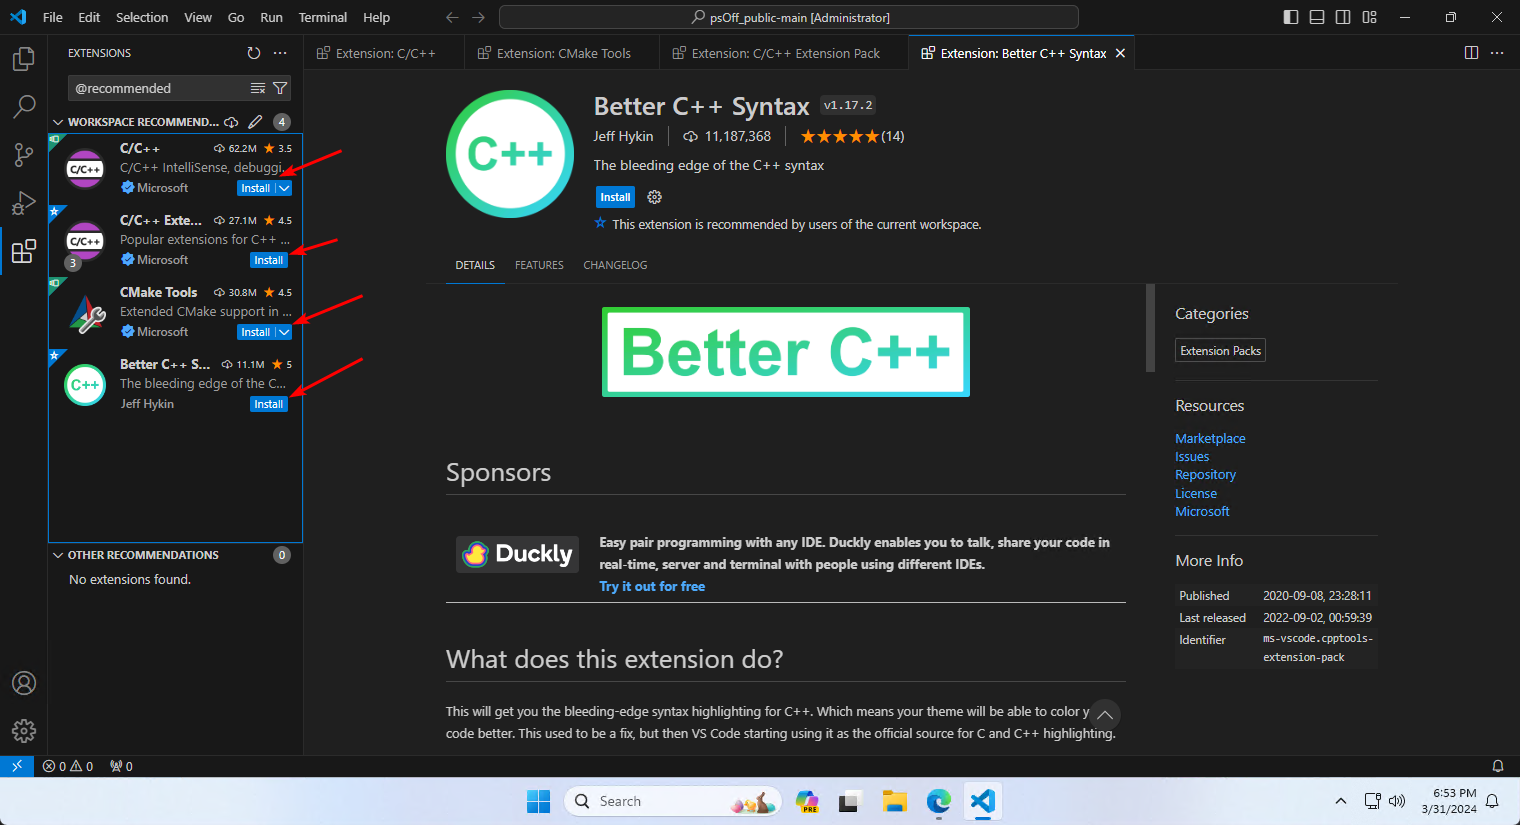 File Edit Selection View Go Run Terminal Help
psOff_public-main [Administrator]
EXTENSIONS
@recommended
WORKSPACE RECOMMEND... 4
C/C++ 62.2M 3.5
C/C++ IntelliSense, debuggi...
Microsoft Install
C/C++
C/C++ Exte... 27.1M 4.5
Popular extensions for C++ ...
Microsoft Install
C/C++
3
CMake Tools 30.8M 4.5
Extended CMake support in ...
Microsoft Install
Better C++ S... 11.1M 5
The bleeding edge of the C...
Jeff Hykin Install
C++
OTHER RECOMMENDATIONS 0
No extensions found.
Extension: C/C++ Extension: CMake Tools Extension: C/C++ Extension Pack Extension: Better C++ Syntax
C++
Better C++ Syntax v1.17.2
Jeff Hykin 11,187,368 (14)
The bleeding edge of the C++ syntax
Install
This extension is recommended by users of the current workspace.
DETAILS FEATURES CHANGELOG
Better C++
Sponsors
Duckly
Easy pair programming with any IDE. Duckly enables you to talk, share your code in
real-time, server and terminal with people using different IDEs.
Try it out for free
What does this extension do?
This will get you the bleeding-edge syntax highlighting for C++. Which means your theme will be able to color y
code better. This used to be a fix, but then VS Code starting using it as the official source for C and C++ highlighting.
Categories
Extension Packs
Resources
Marketplace
Issues
Repository
License
Microsoft
More Info
Published 2020-09-08, 23:28:11
Last released 2022-09-02, 00:59:39
Identifier ms-vscode.cpptools-
extension-pack
0 0 0
Search
PRE
6:53 PM
3/31/2024